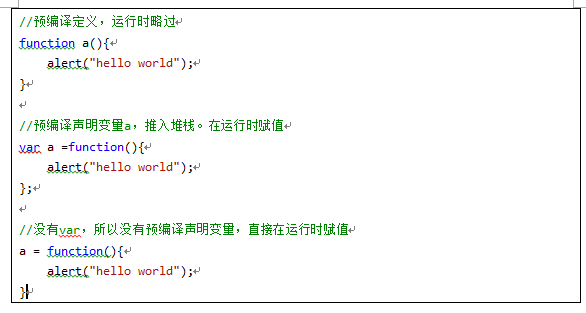 //预编译定义，运行时略过
function a(){
    alert("hello world");
}

//预编译声明变量a，推入堆栈。在运行时赋值
var a =function(){
    alert("hello world");
};

//没有var，所以没有预编译声明变量，直接在运行时赋值
a = function(){
    alert("hello world");
}